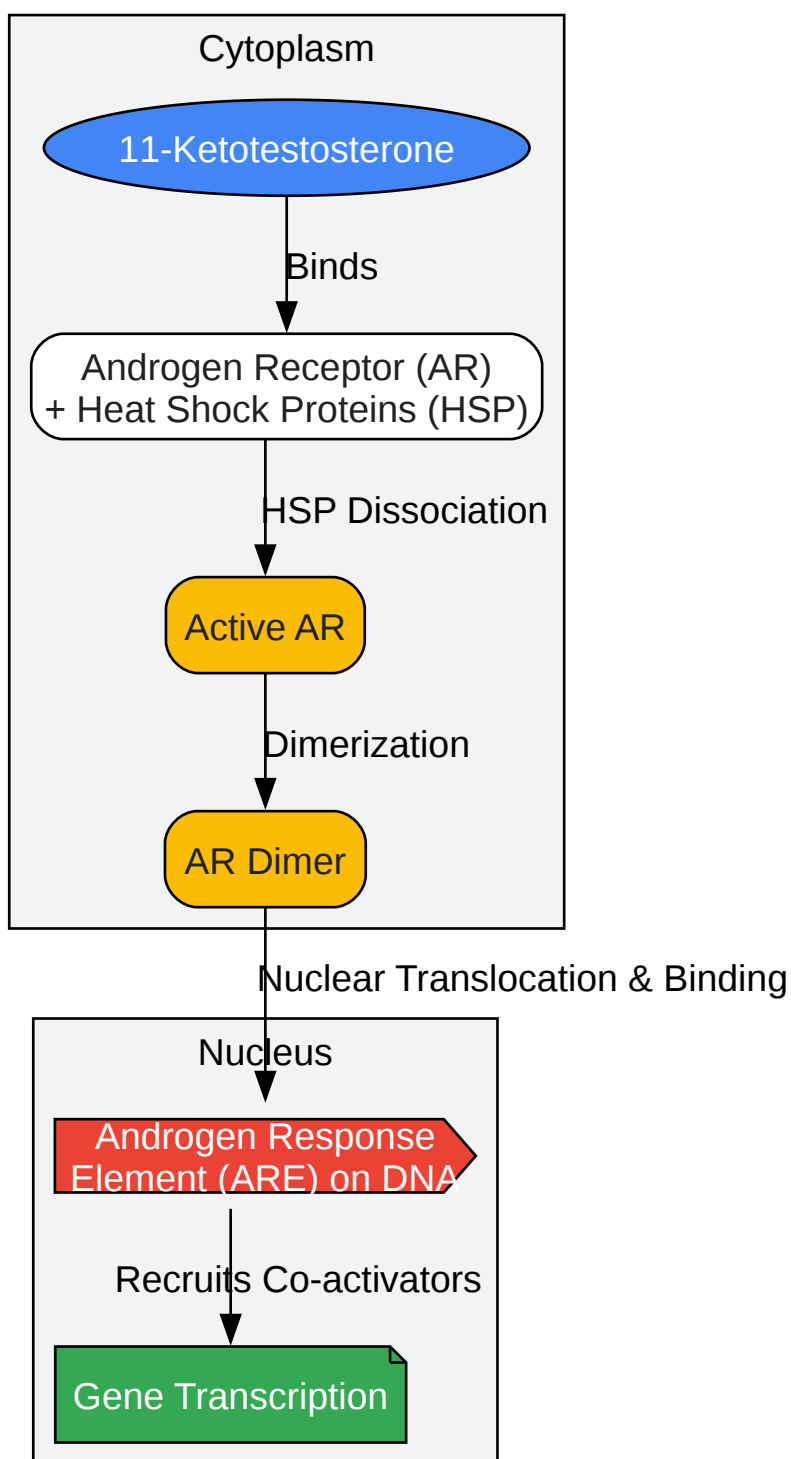 Cytoplasm
11-Ketotestosterone
Binds
Androgen Receptor (AR)
+ Heat Shock Proteins (HSP)
HSP Dissociation
Active AR
Dimerization
AR Dimer
Nuclear Translocation & Binding
Nucleus
Androgen Response
Element (ARE) on DNA
Recruits Co-activators
Gene Transcription